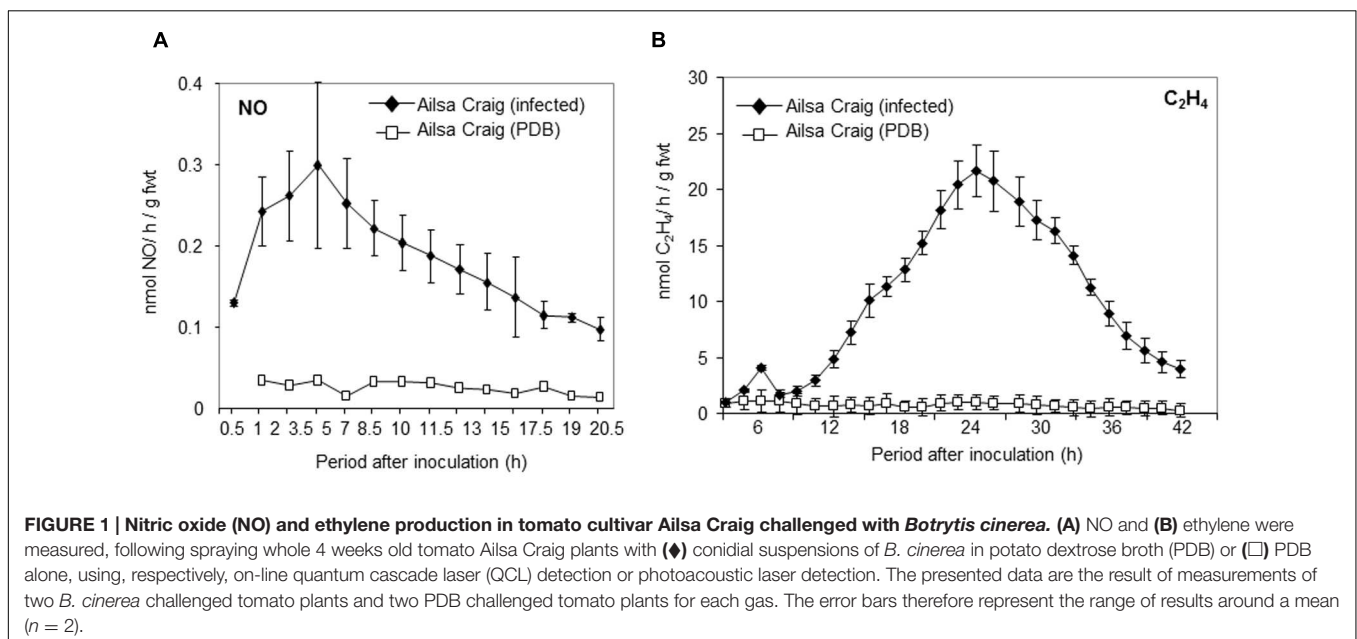 A
B
0.4
0.3
0.2
0.1
0
NO
Ailsa Craig (infected)
Ailsa Craig (PDB)
nmol NO/ h / g fwt
0.5 1 2 3.5 5 7 8.5 10 11.5 13 15 17.5 19 20.5
Period after inoculation (h)
30
25
20
15
10
5
0
C₂H₄
Ailsa Craig (infected)
Ailsa Craig (PDB)
nmol C₂H₄/ h / g fwt
6 12 18 24 30 36 42
Period after inoculation (h)
FIGURE 1 | Nitric oxide (NO) and ethylene production in tomato cultivar Ailsa Craig challenged with Botrytis cinerea. (A) NO and (B) ethylene were
measured, following spraying whole 4 weeks old tomato Ailsa Craig plants with (♦) conidial suspensions of B. cinerea in potato dextrose broth (PDB) or (□) PDB
alone, using, respectively, on-line quantum cascade laser (QCL) detection or photoacoustic laser detection. The presented data are the result of measurements of
two B. cinerea challenged tomato plants and two PDB challenged tomato plants for each gas. The error bars therefore represent the range of results around a mean
(n = 2).